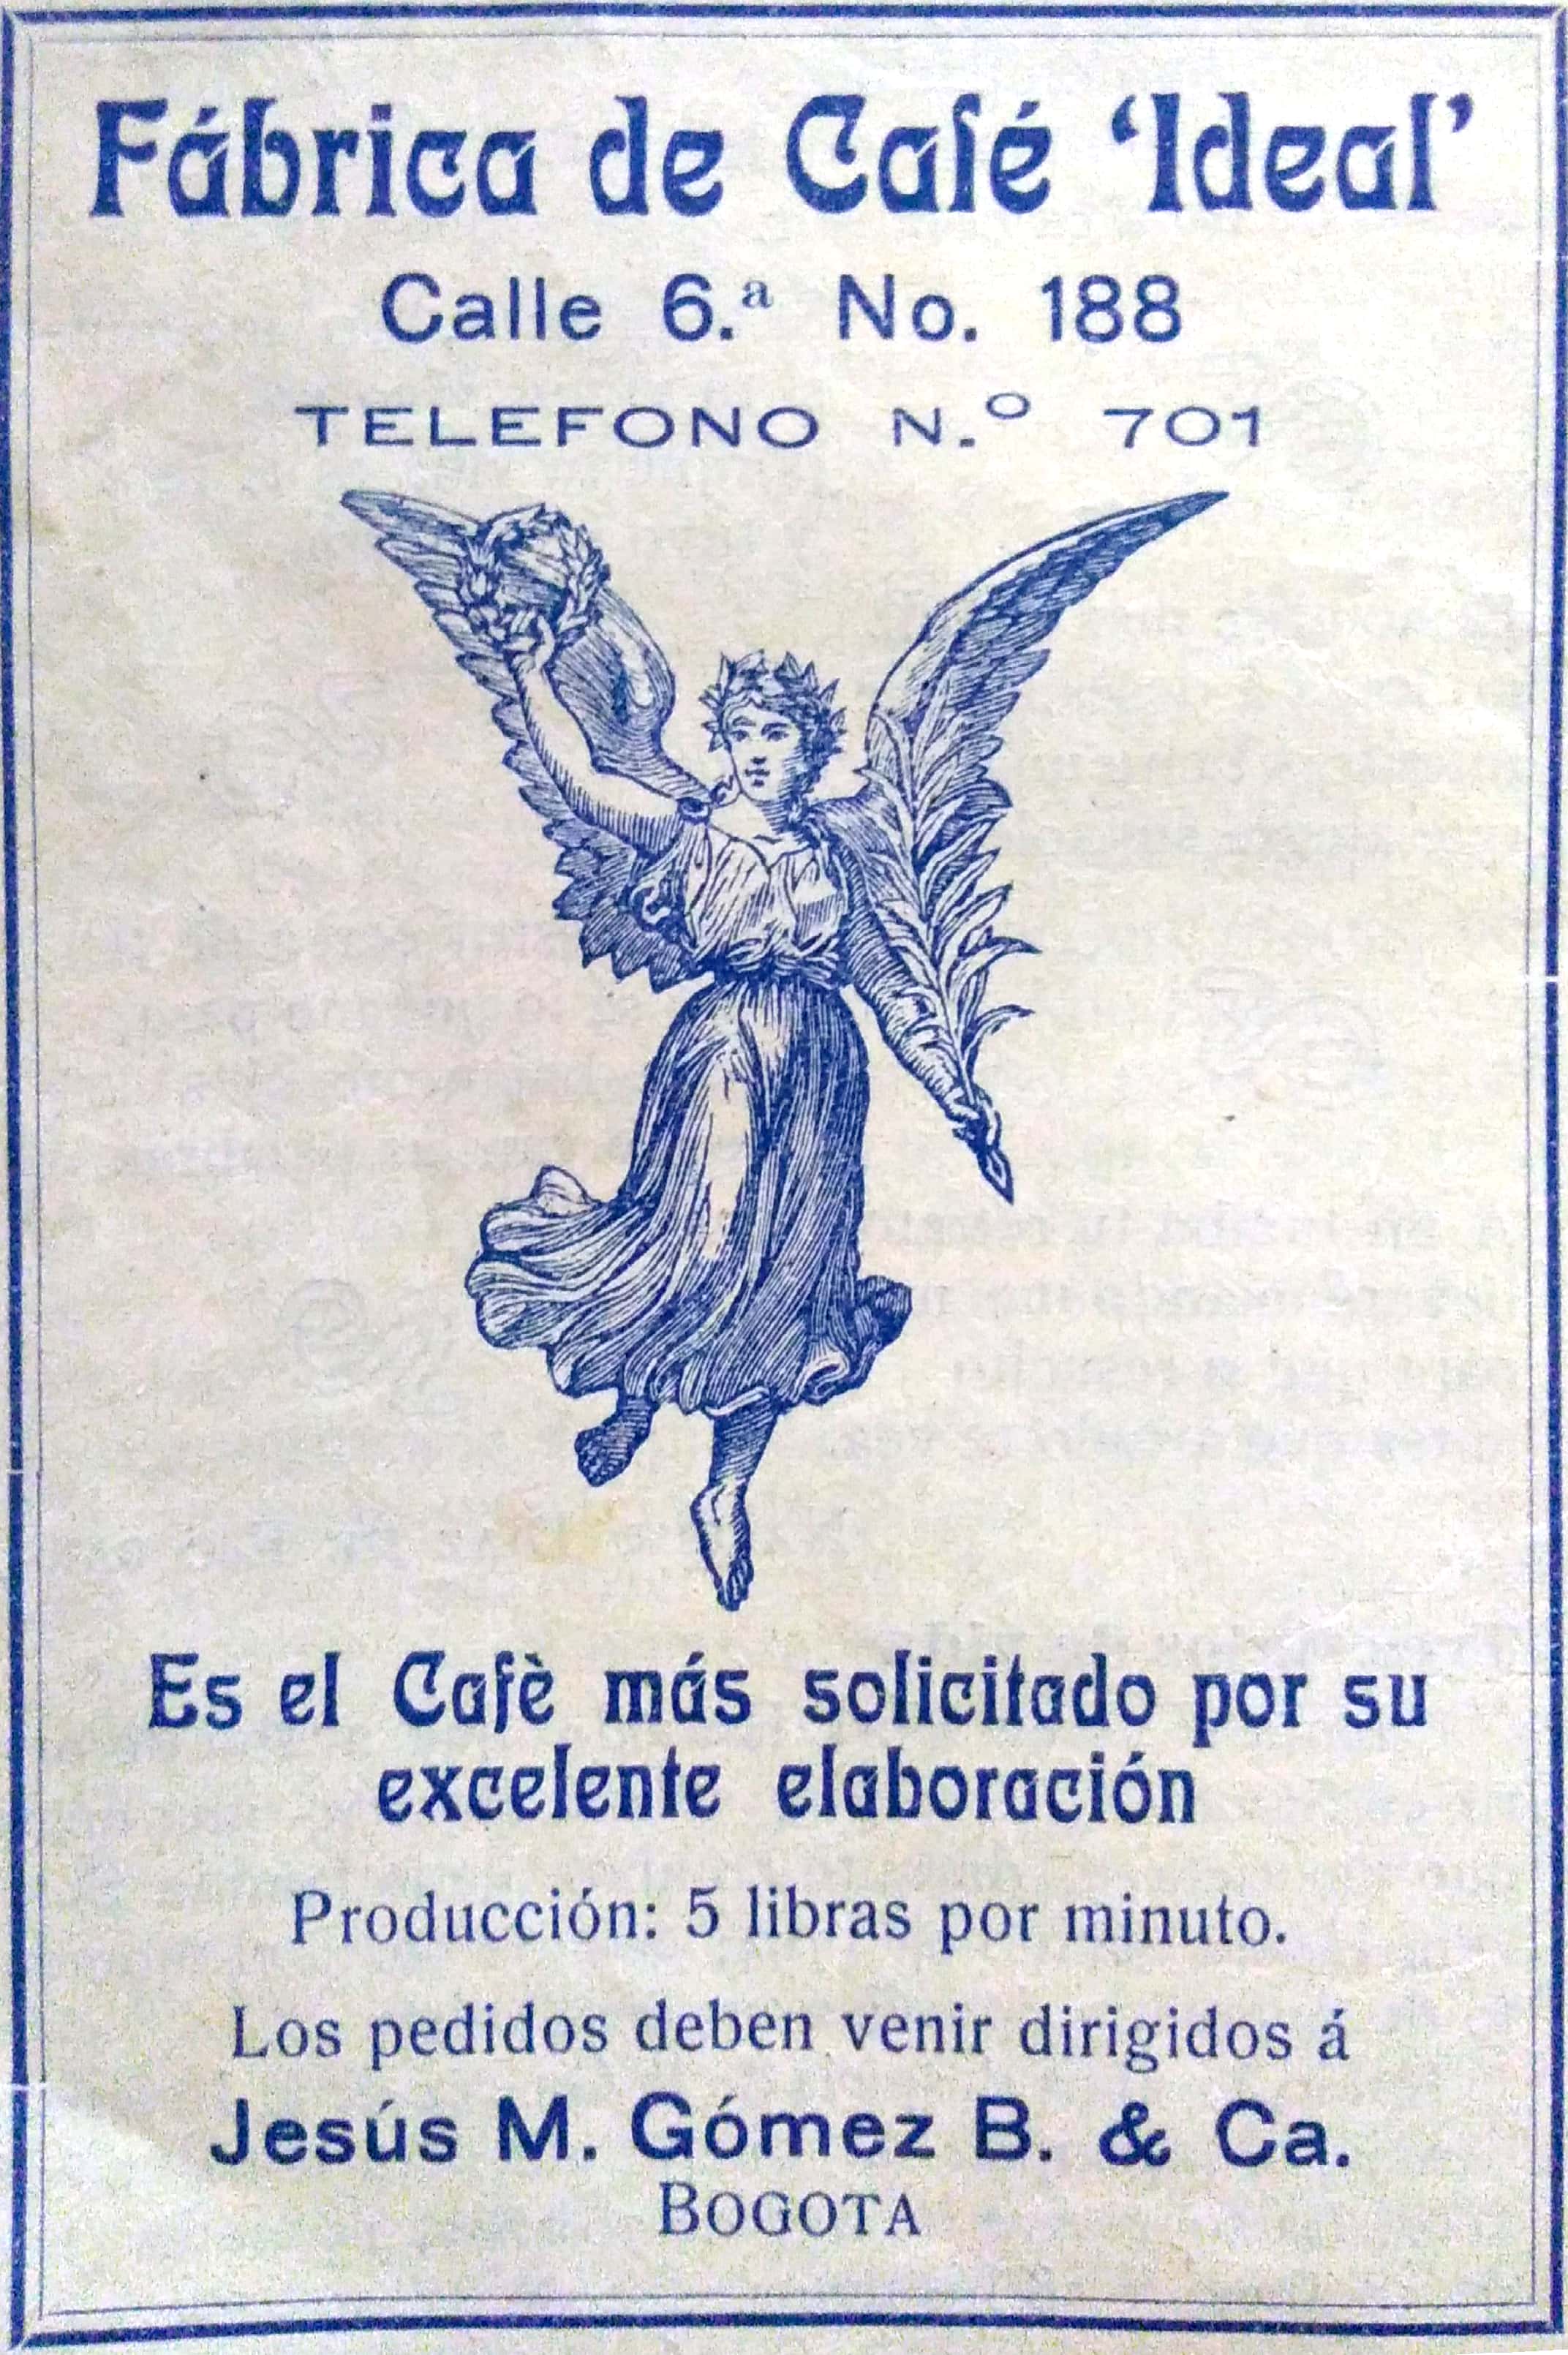 Fábrica de Café ‘Ideal’
Calle 6.ª No. 188
TELEFONO N.º 701
Es el Cafè más solicitado por su
excelente elaboración
Producción: 5 libras por minuto.
Los pedidos deben venir dirigidos á
Jesús M. Gómez B. & Ca.
BOGOTA